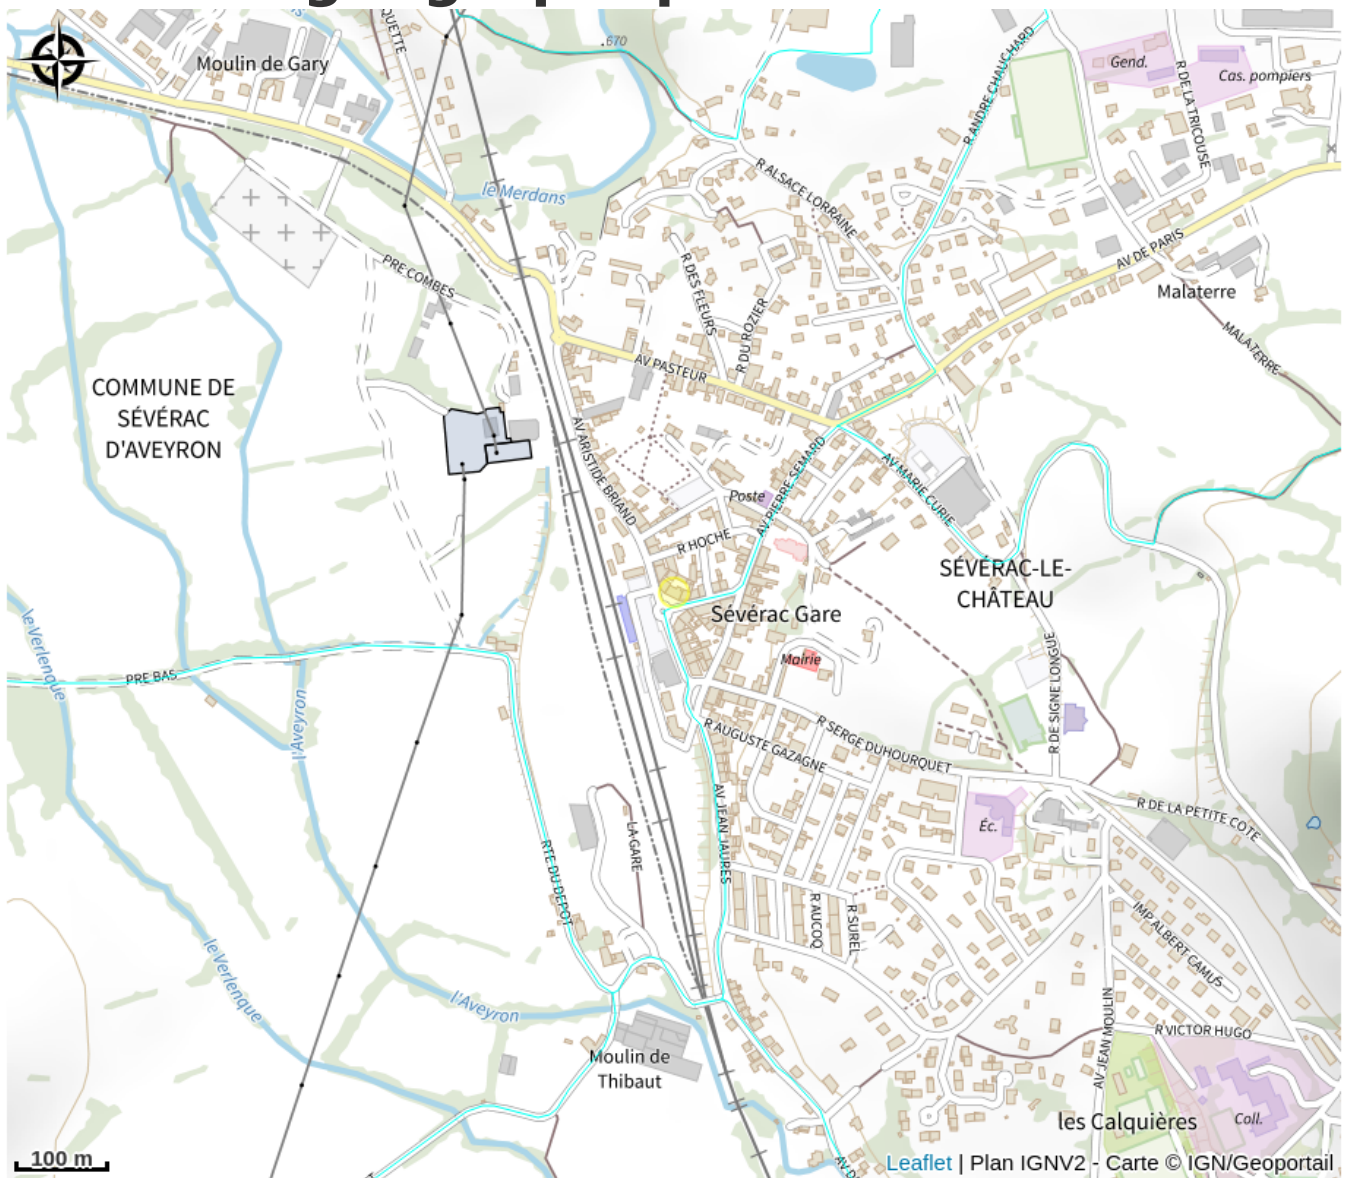 QUETTE
.670
Moulin de Gary
R ANDRE CHAUCHARD
Gend.
Cas. pompiers
R DE LA TRICOUSE
le Merdans
R ALSACE LORRAINE
AV DE PARIS
PRE COMBES
R DES FLEURS
R DU ROZIER
Malaterre
MALATERRE
AV PASTEUR
COMMUNE DE
SÉVÉRAC
D'AVEYRON
AV ARISTIDE BRIAND
AV PIERRE SEMARD
AV MARIE CURIE
Poste
R HOCHE
SÉVÉRAC-LE-
CHÂTEAU
Sévérac Gare
le Verlenque
Mairie
R DE SIGNE LONGUE
PRE BAS
l'Aveyron
R AUGUSTE GAZAGNE
R SERGE DUHOURQUET
AV JEAN JAURES
R DE LA PETITE COTE
Éc.
LA GARE
RTE DU DEPOT
R AUCOQ
R SUREL
IMP ALBERT CAMUS
le Verlenque
l'Aveyron
AV JEAN MOULIN
R VICTOR HUGO
Moulin de
Thibaut
les Calquières
Coll.
AV D
100 m
Leaflet | Plan IGNV2 - Carte © IGN/Geoportail